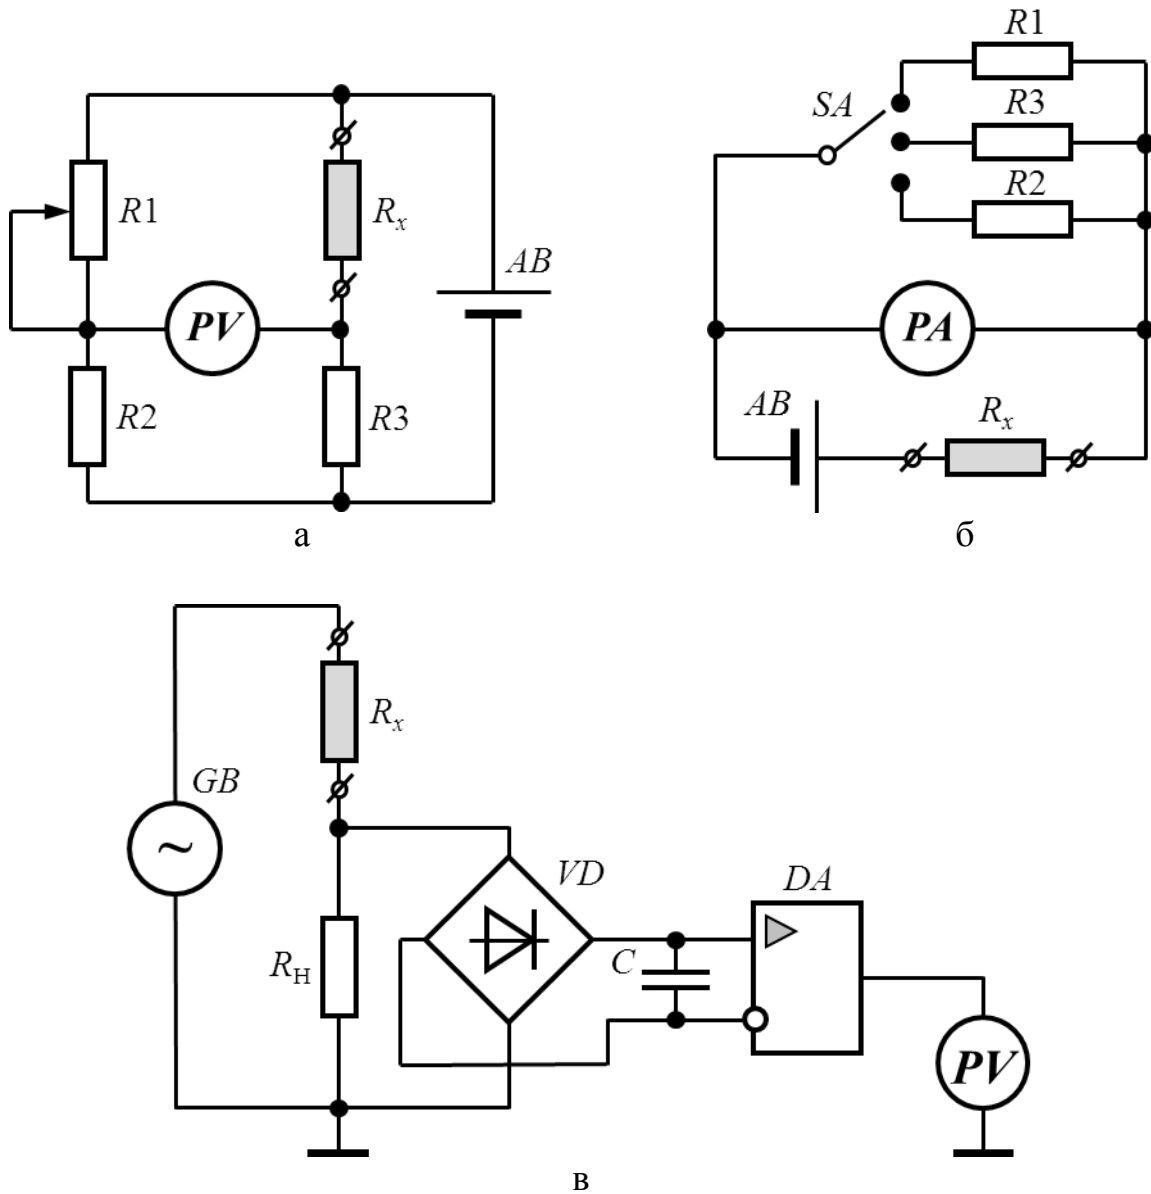 R1
SA
R3
R1
Rx
AB
R2
PV
PA
R2
R3
AB
Rx
а
б
Rx
GB
VD
DA
RН
C
~
PV
в